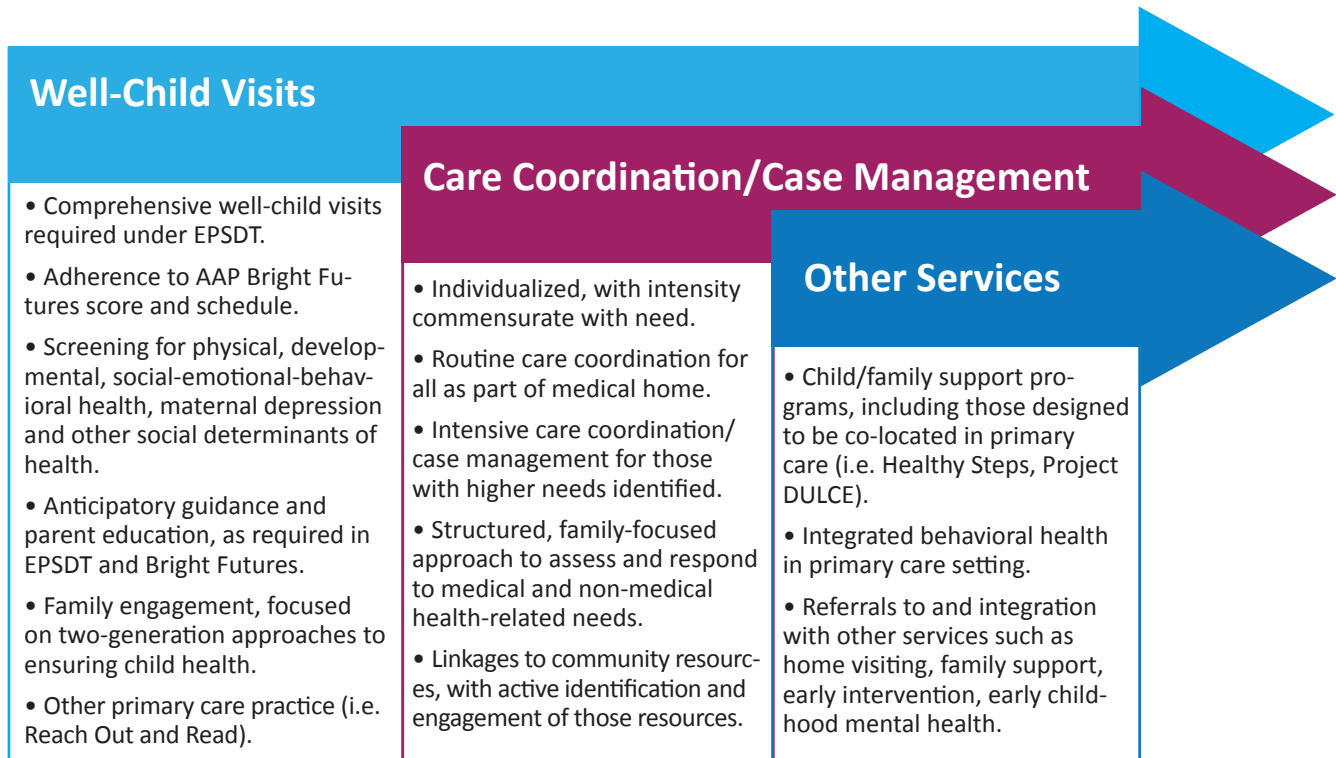 Well-Child Visits
• Comprehensive well-child visits
required under EPSDT.
• Adherence to AAP Bright Fu-
tures score and schedule.
• Screening for physical, develop-
mental, social-emotional-behav-
ioral health, maternal depression
and other social determinants of
health.
• Anticipatory guidance and
parent education, as required in
EPSDT and Bright Futures.
• Family engagement, focused
on two-generation approaches to
ensuring child health.
• Other primary care practice (i.e.
Reach Out and Read).
Care Coordination/Case Management
• Individualized, with intensity
commensurate with need.
• Routine care coordination for
all as part of medical home.
• Intensive care coordination/
case management for those
with higher needs identified.
• Structured, family-focused
approach to assess and respond
to medical and non-medical
health-related needs.
• Linkages to community resourc-
es, with active identification and
engagement of those resources.
Other Services
• Child/family support pro-
grams, including those designed
to be co-located in primary
care (i.e. Healthy Steps, Project
DULCE).
• Integrated behavioral health
in primary care setting.
• Referrals to and integration
with other services such as
home visiting, family support,
early intervention, early child-
hood mental health.